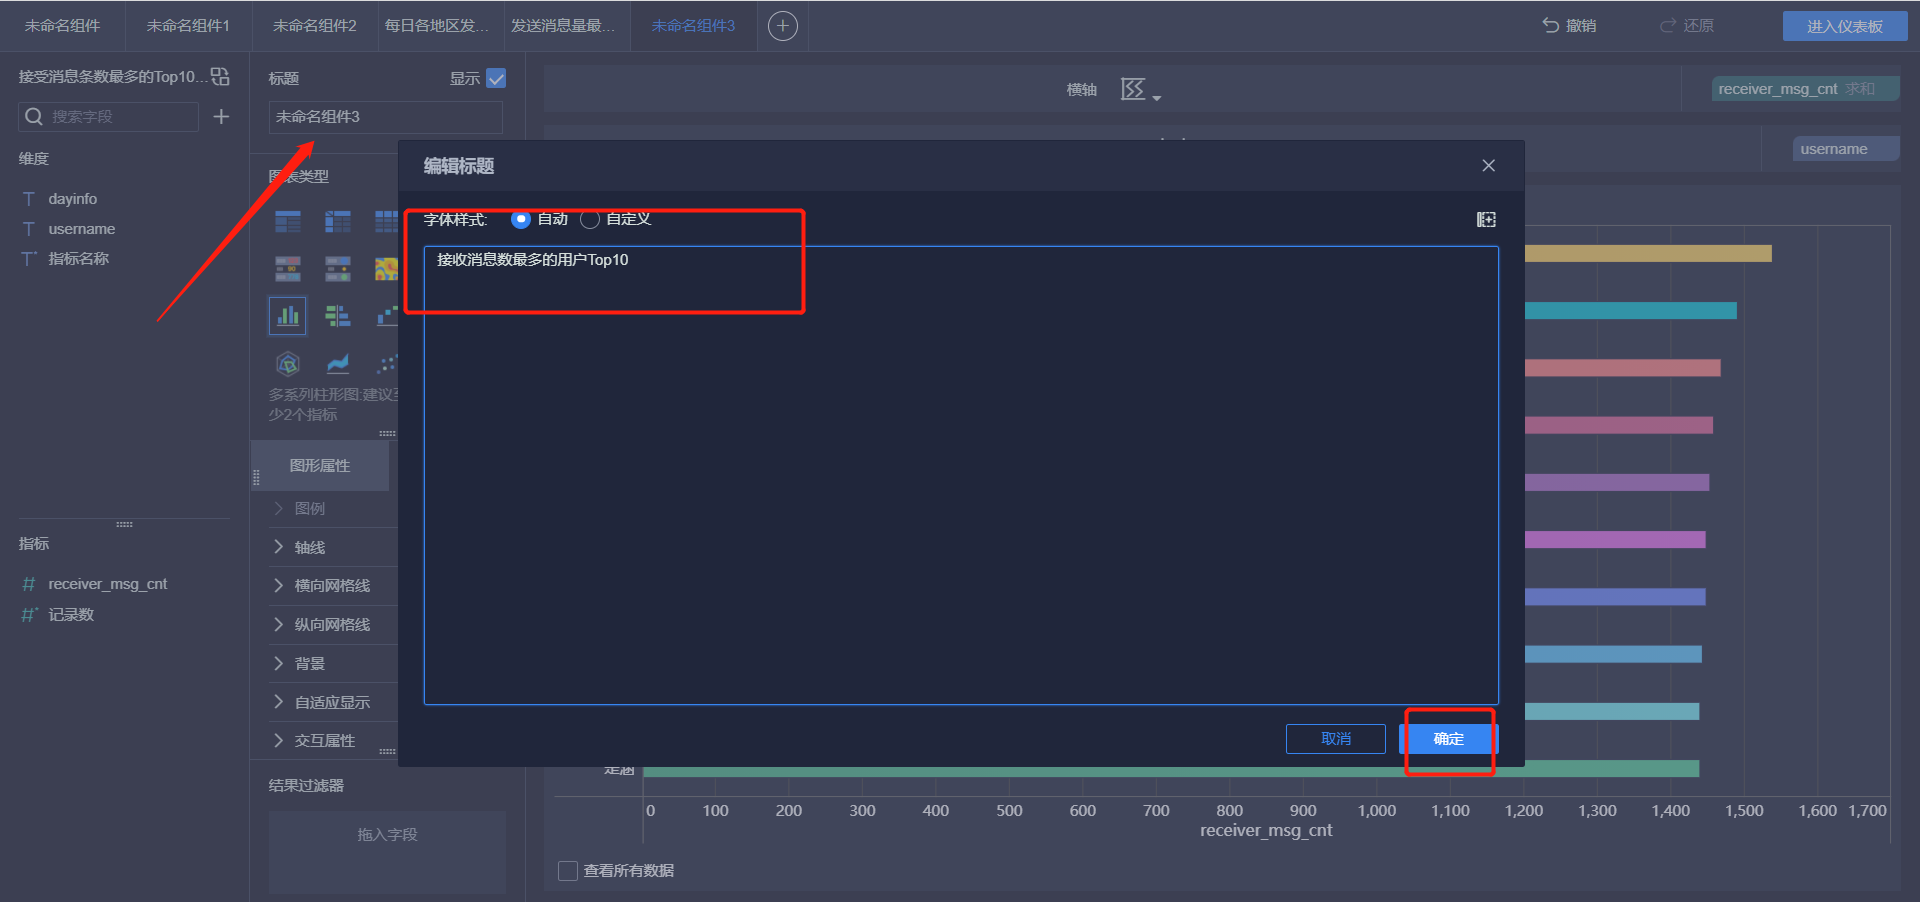 未命名组件
未命名组件1
未命名组件2
每日各地区发...
发送消息量最...
未命名组件3
撤销
还原
进入仪表板
接受消息条数最多的Top10...
搜索字段
维度
dayinfo
username
指标名称
指标
receiver_msg_cnt
记录数
标题
显示
未命名组件3
图表类型
多系列柱形图:建议至
少2个指标
图形属性
图例
轴线
横向网格线
纵向网格线
背景
自适应显示
交互属性
结果过滤器
拖入字段
横轴
receiver_msg_cnt 求和
username
编辑标题
字体样式:
自动
自定义
接收消息数最多的用户Top10
取消
确定
0 100 200 300 400 500 600 700 800 900 1,000 1,100 1,200 1,300 1,400 1,500 1,600 1,700
receiver_msg_cnt
查看所有数据